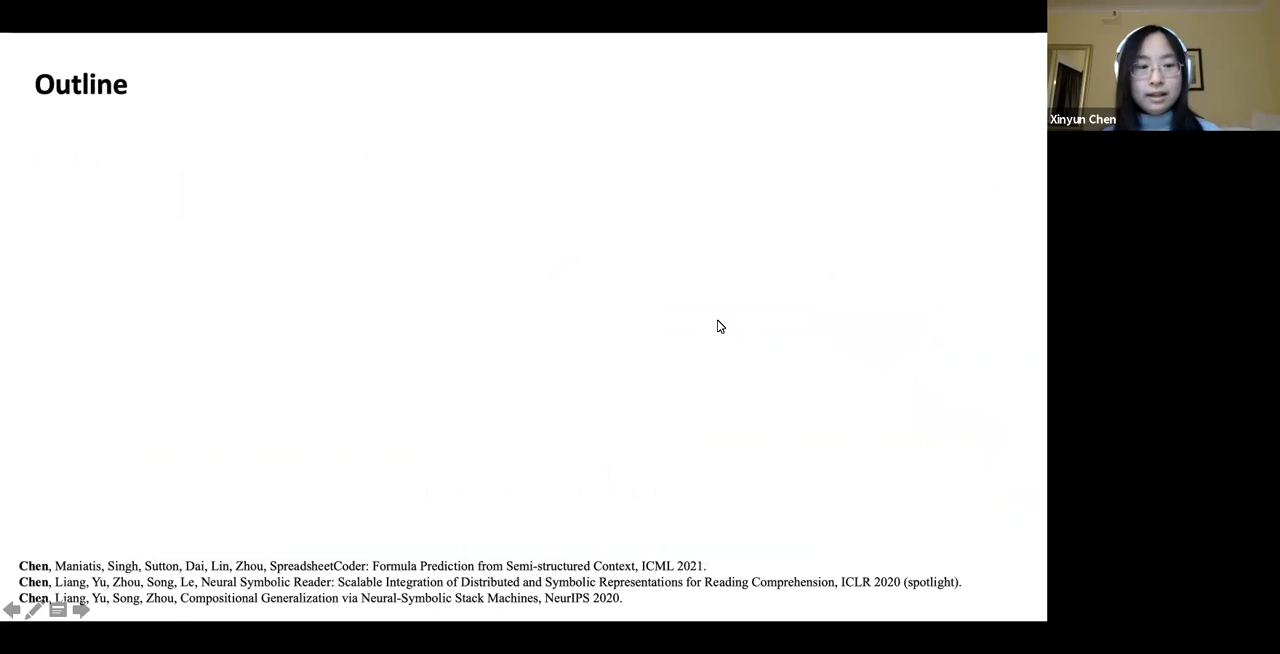 Outline
Xinyun Chen
Chen, Maniatis, Singh, Sutton, Dai, Lin, Zhou, SpreadsheetCoder: Formula Prediction from Semi-structured Context, ICML 2021.
Chen, Liang, Yu, Zhou, Song, Le, Neural Symbolic Reader: Scalable Integration of Distributed and Symbolic Representations for Reading Comprehension, ICLR 2020 (spotlight).
Chen, Liang, Yu, Song, Zhou, Compositional Generalization via Neural-Symbolic Stack Machines, NeurIPS 2020.